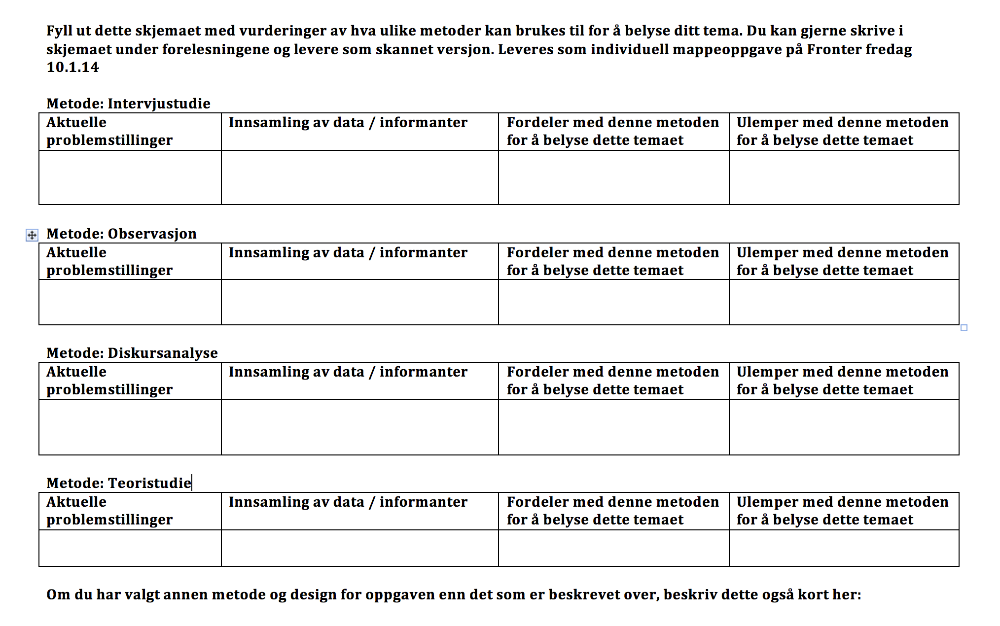 Fyll ut dette skjemaet med vurderinger av hva ulike metoder kan brukes til for å belyse ditt tema. Du kan gjerne skrive i
skjemaet under forelesningene og levere som skannet versjon. Leveres som individuell mappeoppgave på Fronter fredag
10.1.14
Metode: Intervjustudie
Aktuelle
problemstillinger
Innsamling av data / informanter
Fordeler med denne metoden
for å belyse dette temaet
Ulemper med denne metoden
for å belyse dette temaet
Metode: Observasjon
Aktuelle
problemstillinger
Innsamling av data / informanter
Fordeler med denne metoden
for å belyse dette temaet
Ulemper med denne metoden
for å belyse dette temaet
Metode: Diskursanalyse
Aktuelle
problemstillinger
Innsamling av data / informanter
Fordeler med denne metoden
for å belyse dette temaet
Ulemper med denne metoden
for å belyse dette temaet
Metode: Teoristudie
Aktuelle
problemstillinger
Innsamling av data / informanter
Fordeler med denne metoden
for å belyse dette temaet
Ulemper med denne metoden
for å belyse dette temaet
Om du har valgt annen metode og design for oppgaven enn det som er beskrevet over, beskriv dette også kort her: